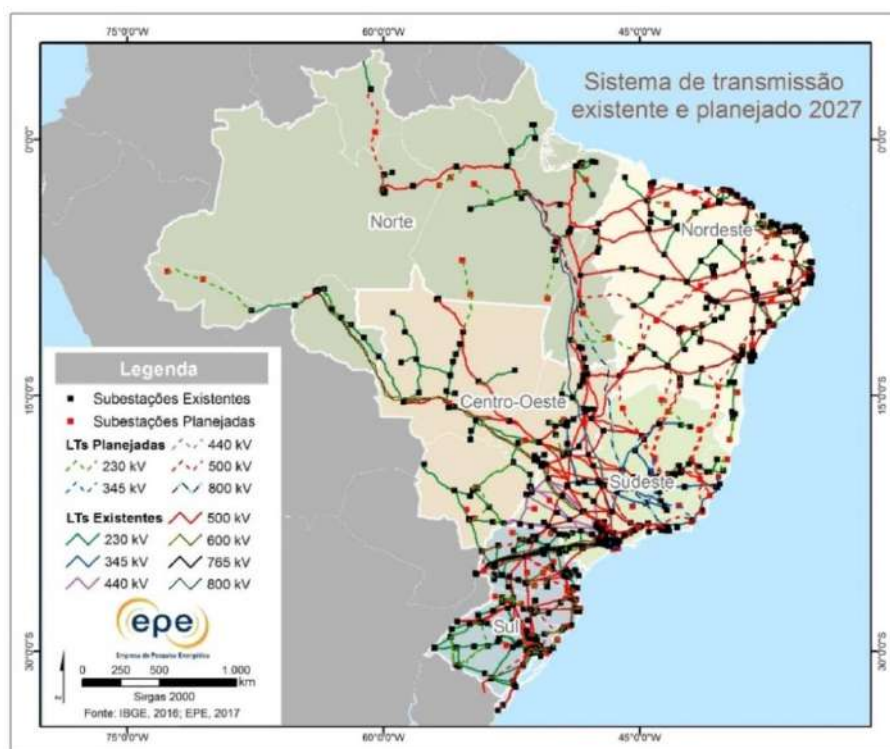 75°0'0"W 60°0'0"W 45°0'0"W
Sistema de transmissão
existente e planejado 2027
0°0'0"
0°0'0"
Norte
Nordeste
Centro-Oeste
Sudeste
Sul
15°0'0"S
15°0'0"S
30°0'0"S
30°0'0"S
Legenda
Subestações Existentes
Subestações Planejadas
LTs Planejadas 440 kV
230 kV 500 kV
345 kV 800 kV
LTs Existentes 500 kV
230 kV 600 kV
345 kV 765 kV
440 kV 800 kV
epe
Empresa de Pesquisa Energética
0 250 500 1.000
km
Sirgas 2000
Fonte: IBGE, 2016; EPE, 2017
75°0'0"W 60°0'0"W 45°0'0"W